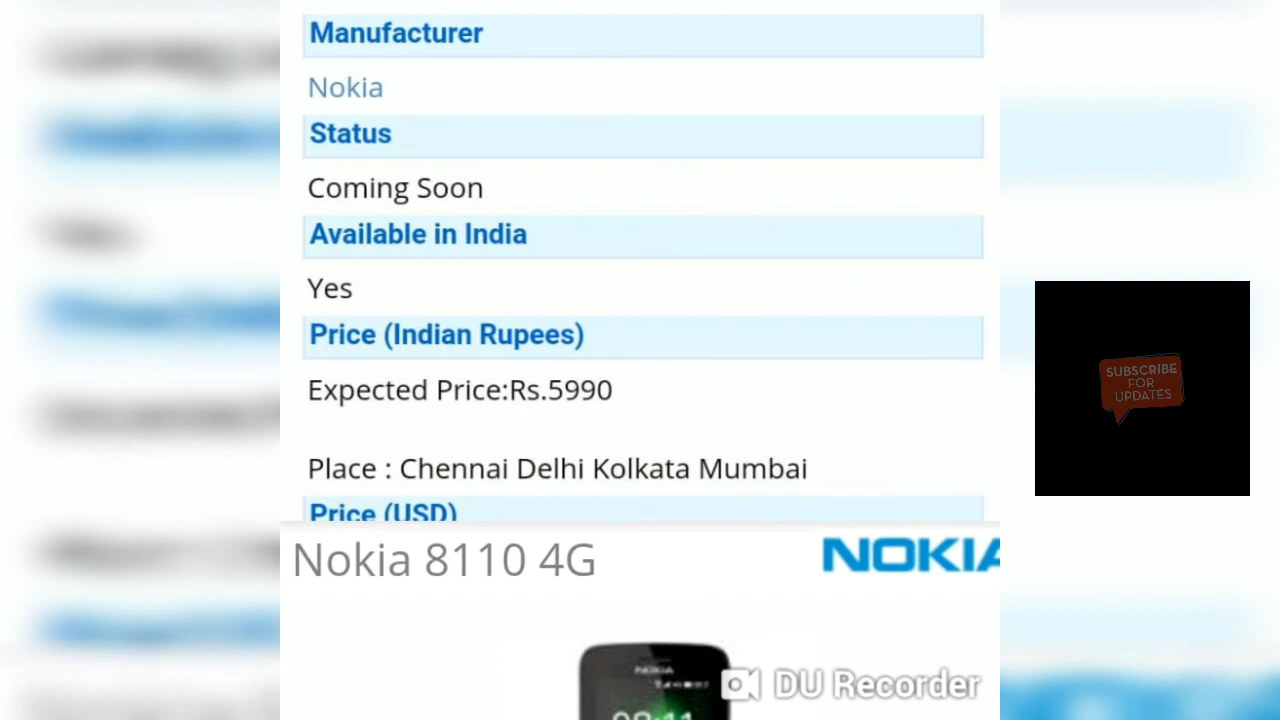 Manufacturer
Nokia
Status
Coming Soon
Available in India
Yes
Price (Indian Rupees)
Expected Price:Rs.5990
Place : Chennai Delhi Kolkata Mumbai
Price (USD)
Nokia 8110 4G
NOKIA
NOKIA
DU Recorder
SUBSCRIBE
FOR
UPDATES